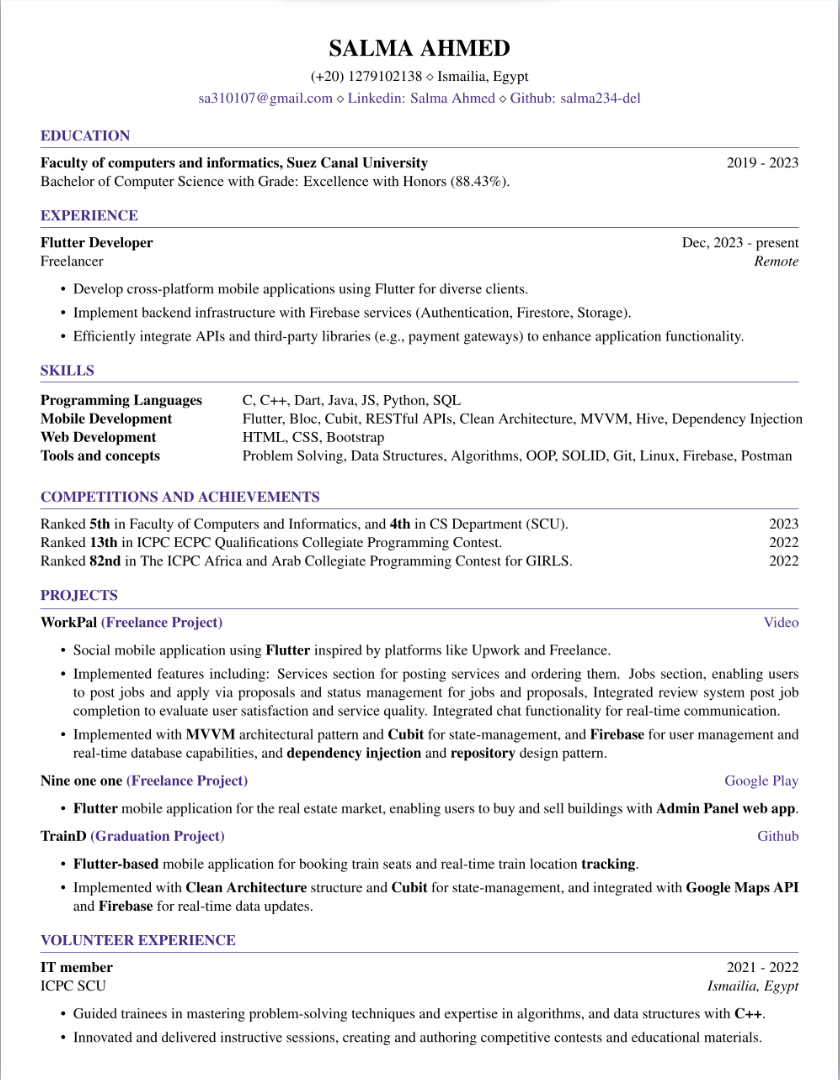 SALMA AHMED
(+20) 1279102138 ⋄ Ismailia, Egypt
sa310107@gmail.com ⋄ Linkedin: Salma Ahmed ⋄ Github: salma234-del
EDUCATION
Faculty of computers and informatics, Suez Canal University 2019 - 2023
Bachelor of Computer Science with Grade: Excellence with Honors (88.43%).
EXPERIENCE
Flutter Developer Dec, 2023 - present
Freelancer Remote
• Develop cross-platform mobile applications using Flutter for diverse clients.
• Implement backend infrastructure with Firebase services (Authentication, Firestore, Storage).
• Efficiently integrate APIs and third-party libraries (e.g., payment gateways) to enhance application functionality.
SKILLS
Programming Languages C, C++, Dart, Java, JS, Python, SQL
Mobile Development Flutter, Bloc, Cubit, RESTful APIs, Clean Architecture, MVVM, Hive, Dependency Injection
Web Development HTML, CSS, Bootstrap
Tools and concepts Problem Solving, Data Structures, Algorithms, OOP, SOLID, Git, Linux, Firebase, Postman
COMPETITIONS AND ACHIEVEMENTS
Ranked 5th in Faculty of Computers and Informatics, and 4th in CS Department (SCU). 2023
Ranked 13th in ICPC ECPC Qualifications Collegiate Programming Contest. 2022
Ranked 82nd in The ICPC Africa and Arab Collegiate Programming Contest for GIRLS. 2022
PROJECTS
WorkPal (Freelance Project) Video
• Social mobile application using Flutter inspired by platforms like Upwork and Freelance.
• Implemented features including: Services section for posting services and ordering them. Jobs section, enabling users
to post jobs and apply via proposals and status management for jobs and proposals, Integrated review system post job
completion to evaluate user satisfaction and service quality. Integrated chat functionality for real-time communication.
• Implemented with MVVM architectural pattern and Cubit for state-management, and Firebase for user management and
real-time database capabilities, and dependency injection and repository design pattern.
Nine one one (Freelance Project) Google Play
• Flutter mobile application for the real estate market, enabling users to buy and sell buildings with Admin Panel web app.
TrainD (Graduation Project) Github
• Flutter-based mobile application for booking train seats and real-time train location tracking.
• Implemented with Clean Architecture structure and Cubit for state-management, and integrated with Google Maps API
and Firebase for real-time data updates.
VOLUNTEER EXPERIENCE
IT member 2021 - 2022
ICPC SCU Ismailia, Egypt
• Guided trainees in mastering problem-solving techniques and expertise in algorithms, and data structures with C++.
• Innovated and delivered instructive sessions, creating and authoring competitive contests and educational materials.